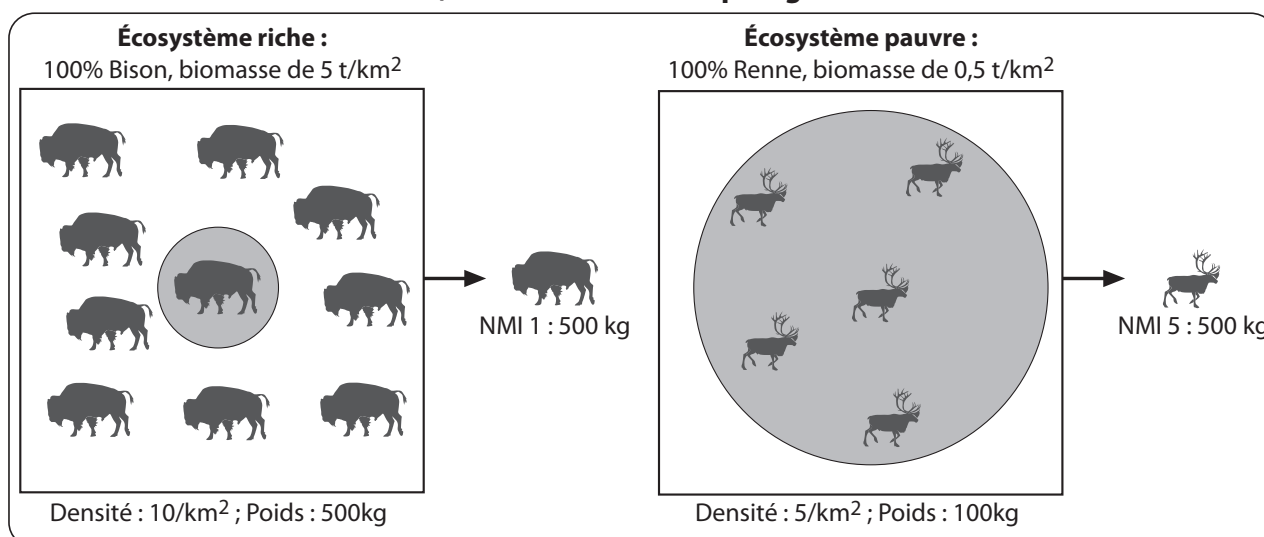 Écosystème riche :
100% Bison, biomasse de 5 t/km²
NMI 1 : 500 kg
Densité : 10/km² ; Poids : 500kg
Écosystème pauvre :
100% Renne, biomasse de 0,5 t/km²
NMI 5 : 500 kg
Densité : 5/km² ; Poids : 100kg